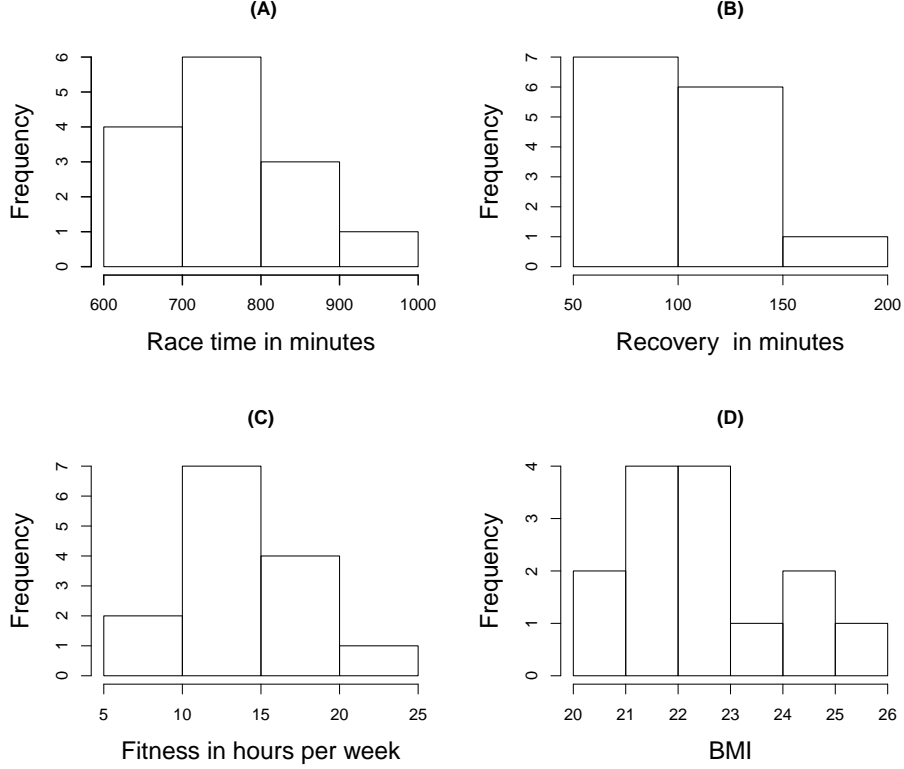 (A)
Frequency
0 1 2 3 4 5 6
600 700 800 900 1000
Race time in minutes
(B)
Frequency
0 1 2 3 4 5 6 7
50 100 150 200
Recovery in minutes
(C)
Frequency
0 1 2 3 4 5 6 7
5 10 15 20 25
Fitness in hours per week
(D)
Frequency
0 1 2 3 4
20 21 22 23 24 25 26
BMI